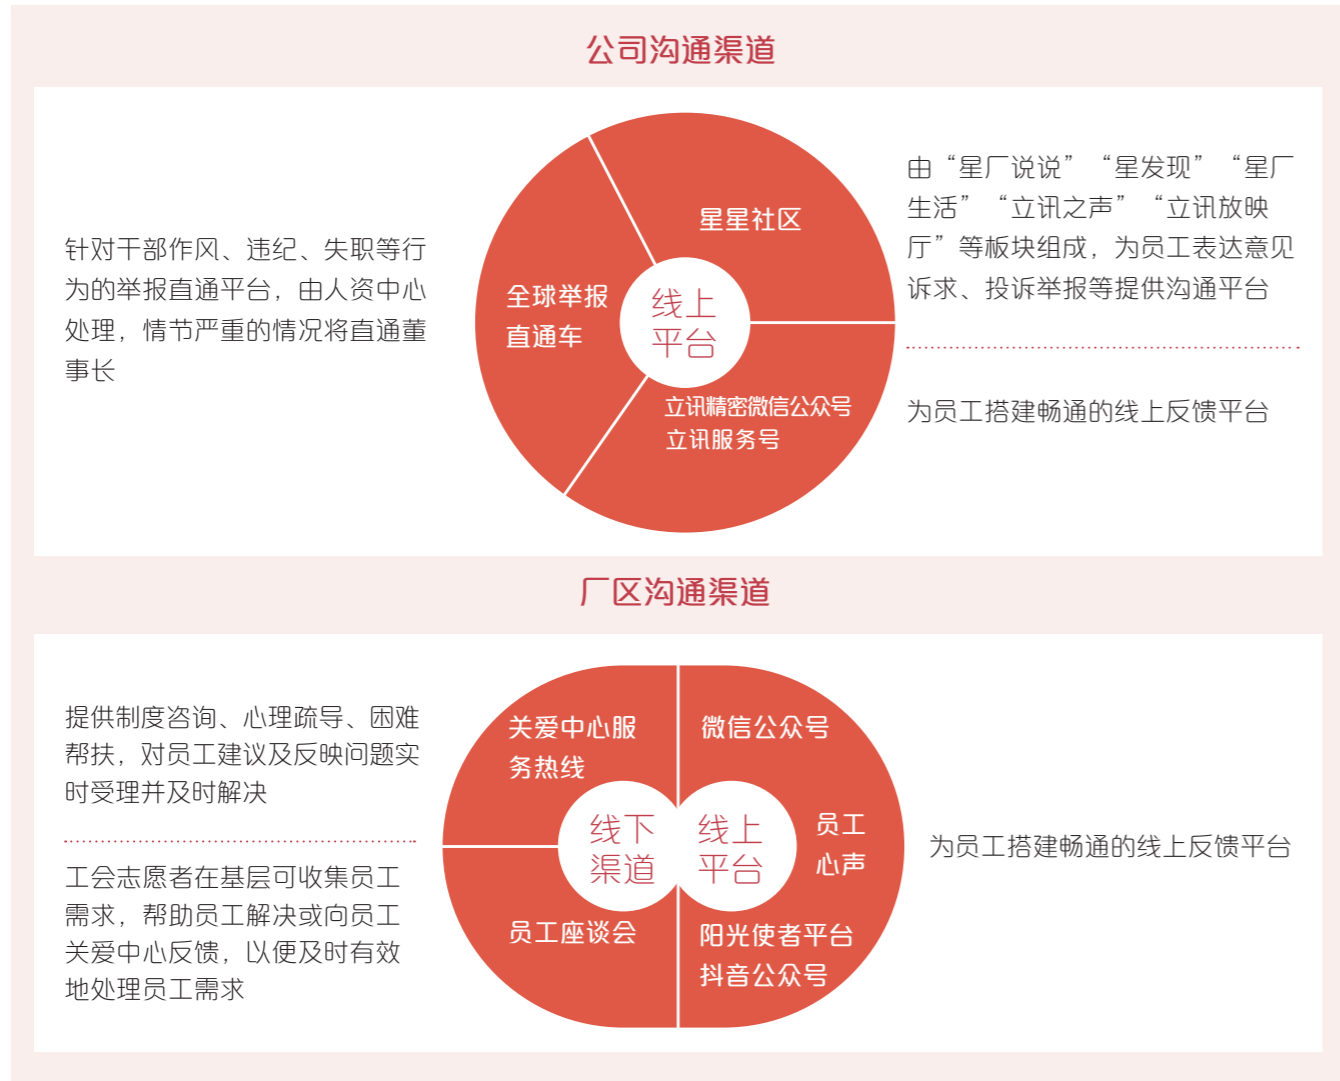 公司沟通渠道
针对干部作风、违纪、失职等行
为的举报直通平台，由人资中心
处理，情节严重的情况将直通董
事长
星星社区
全球举报
直通车
线上
平台
立讯精密微信公众号
立讯服务号
由“星厂说说”“星发现”“星厂
生活”“立讯之声”“立讯放映
厅”等板块组成，为员工表达意见
诉求、投诉举报等提供沟通平台
为员工搭建畅通的线上反馈平台
厂区沟通渠道
提供制度咨询、心理疏导、困难
帮扶，对员工建议及反映问题实
时受理并及时解决
工会志愿者在基层可收集员工
需求，帮助员工解决或向员工
关爱中心反馈，以便及时有效
地处理员工需求
关爱中心服
务热线
线下
渠道
员工座谈会
微信公众号
线上
平台
员工
心声
阳光使者平台
抖音公众号
为员工搭建畅通的线上反馈平台